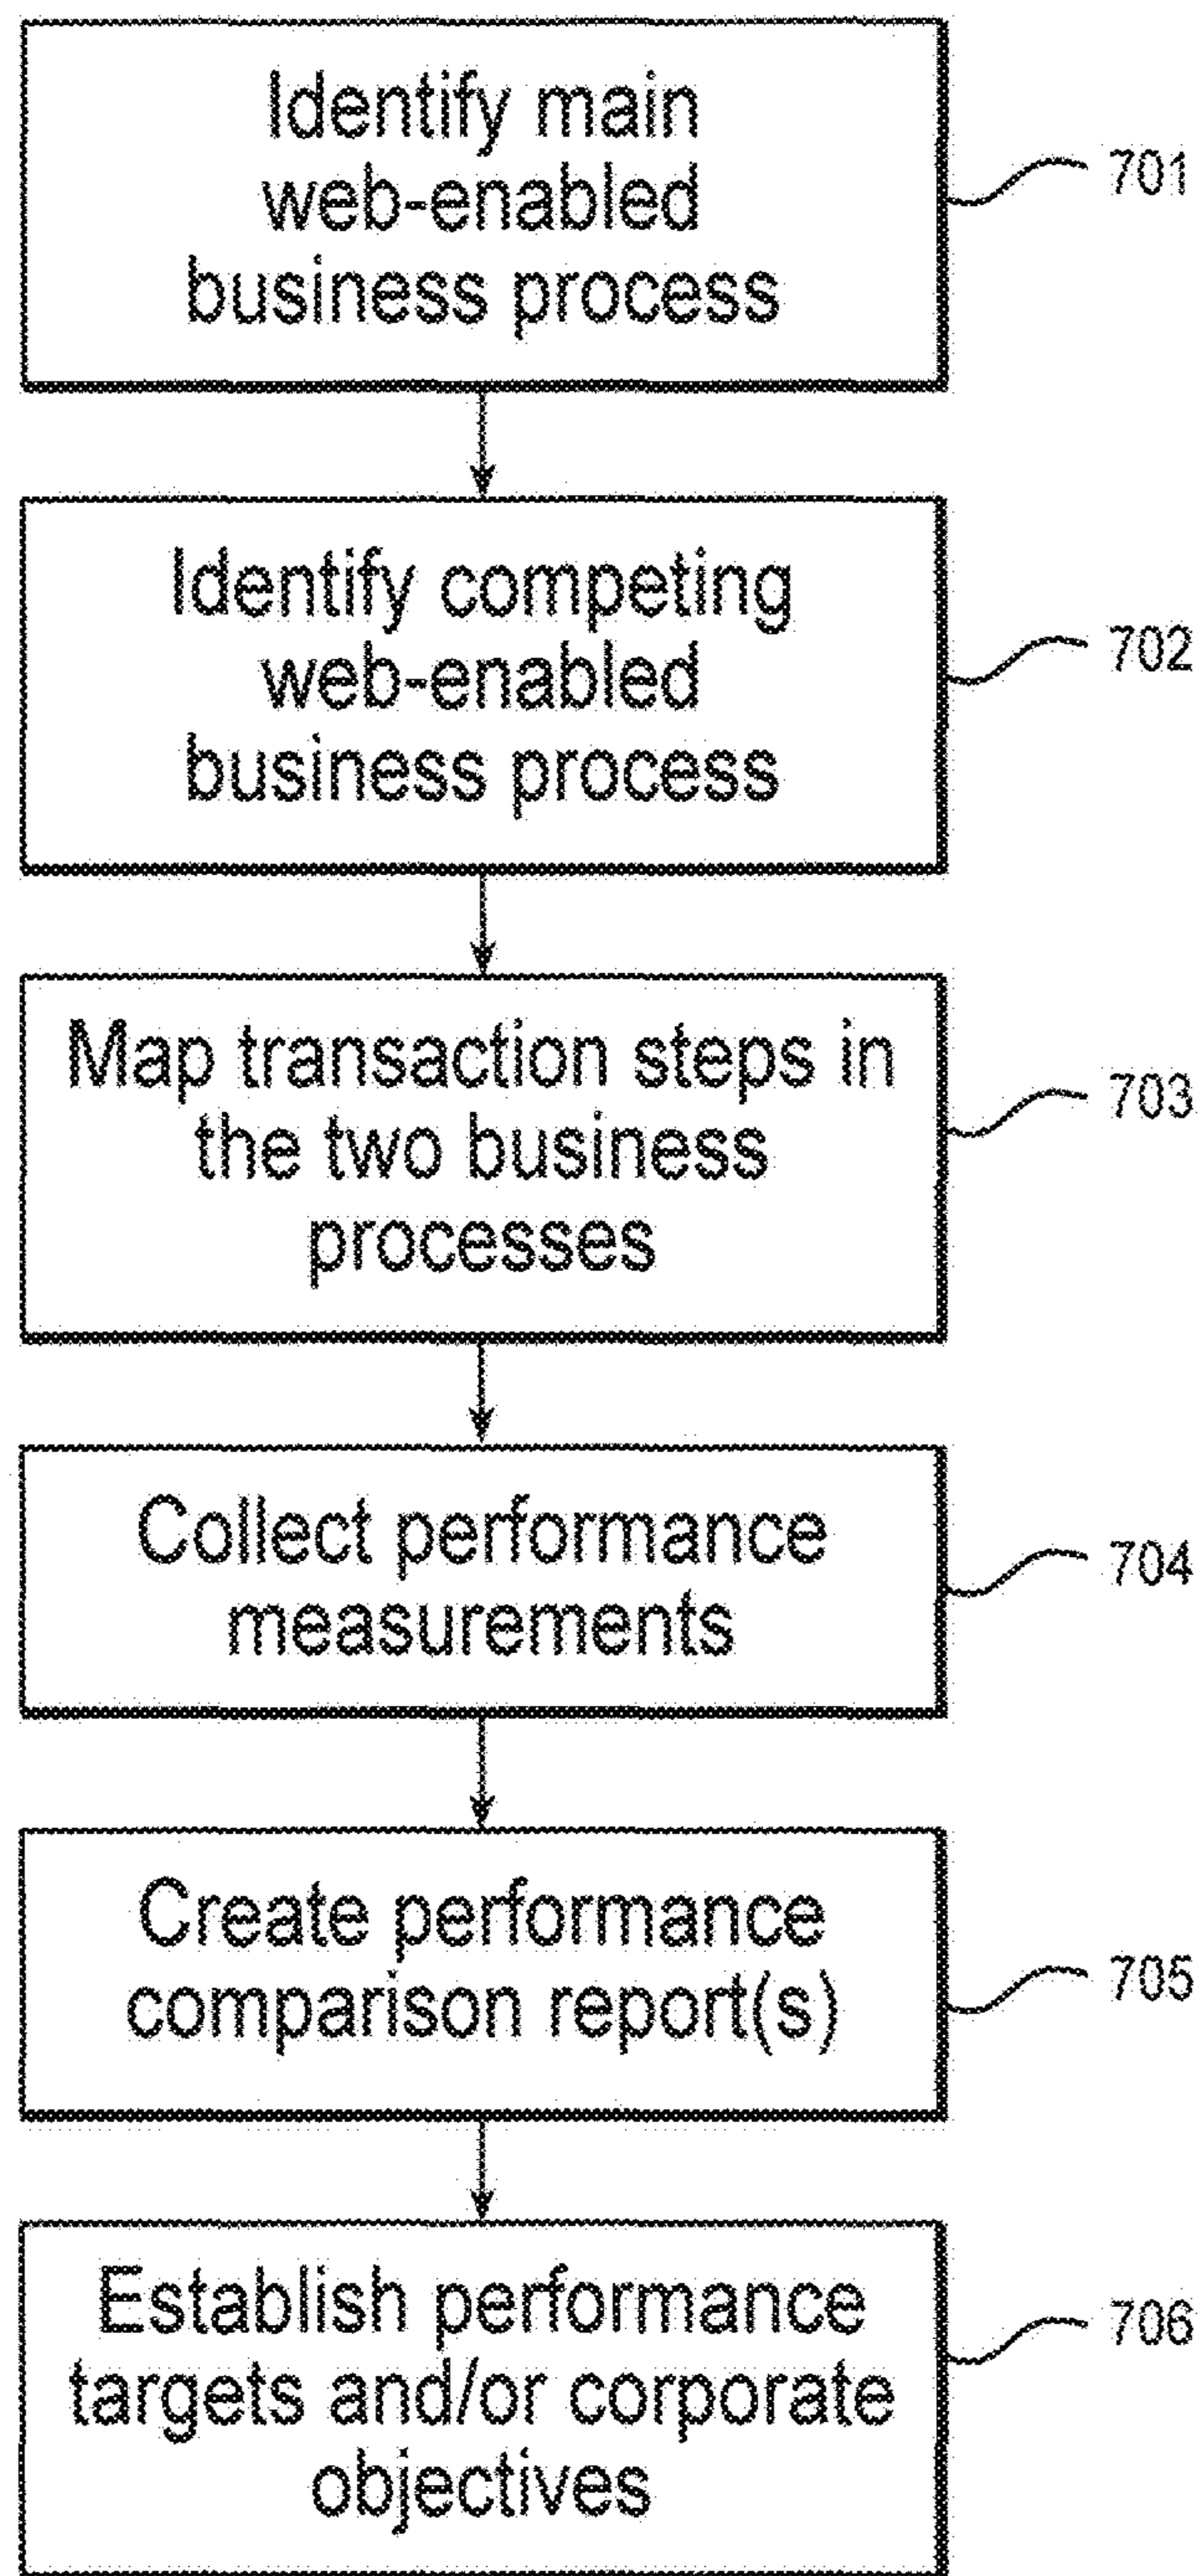 Identify main
web-enabled
business process
701
Identify competing
web-enabled
business process
702
Map transaction steps in
the two business
processes
703
Collect performance
measurements
704
Create performance
comparison report(s)
705
Establish performance
targets and/or corporate
objectives
706